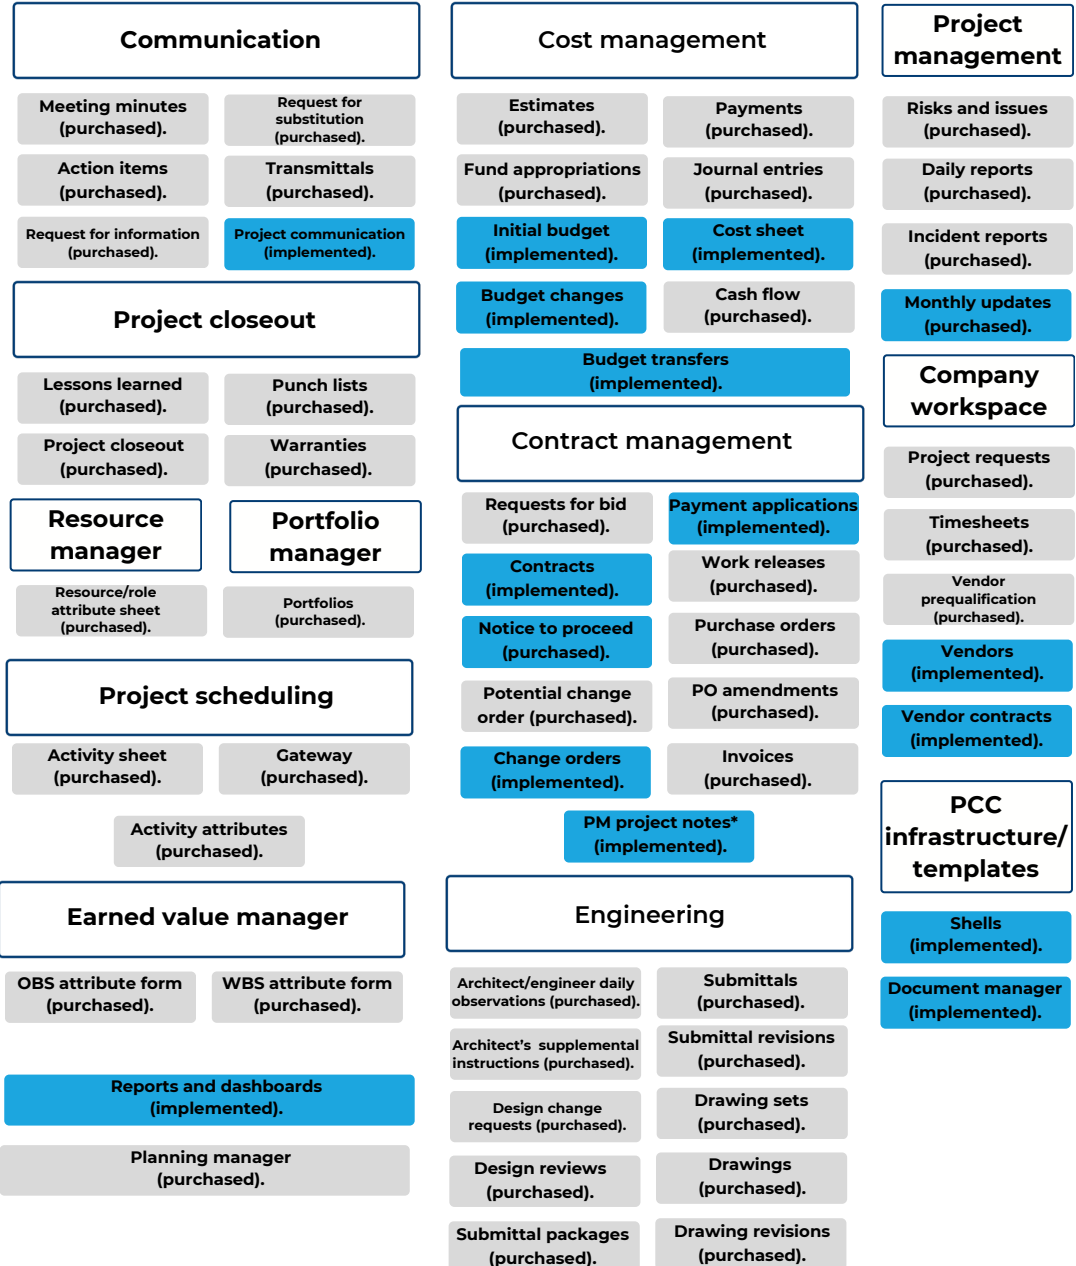 Communication
Meeting minutes
(purchased).
Request for
substitution
(purchased).
Action items
(purchased).
Transmittals
(purchased).
Request for information
(purchased).
Project communication
(implemented).
Project closeout
Lessons learned
(purchased).
Punch lists
(purchased).
Project closeout
(purchased).
Warranties
(purchased).
Resource
manager
Portfolio
manager
Resource/role
attribute sheet
(purchased).
Portfolios
(purchased).
Project scheduling
Activity sheet
(purchased).
Gateway
(purchased).
Activity attributes
(purchased).
Earned value manager
OBS attribute form
(purchased).
WBS attribute form
(purchased).
Reports and dashboards
(implemented).
Planning manager
(purchased).
Cost management
Estimates
(purchased).
Payments
(purchased).
Fund appropriations
(purchased).
Journal entries
(purchased).
Initial budget
(implemented).
Cost sheet
(implemented).
Budget changes
(implemented).
Cash flow
(purchased).
Budget transfers
(implemented).
Contract management
Requests for bid
(purchased).
Payment applications
(implemented).
Contracts
(implemented).
Work releases
(purchased).
Notice to proceed
(purchased).
Purchase orders
(purchased).
Potential change
order (purchased).
PO amendments
(purchased).
Change orders
(implemented).
Invoices
(purchased).
PM project notes*
(implemented).
Engineering
Architect/engineer daily
observations (purchased).
Submittals
(purchased).
Architect's supplemental
instructions (purchased).
Submittal revisions
(purchased).
Design change
requests (purchased).
Drawing sets
(purchased).
Design reviews
(purchased).
Drawings
(purchased).
Submittal packages
(purchased).
Drawing revisions
(purchased).
Project
management
Risks and issues
(purchased).
Daily reports
(purchased).
Incident reports
(purchased).
Monthly updates
(purchased).
Company
workspace
Project requests
(purchased).
Timesheets
(purchased).
Vendor
prequalification
(purchased).
Vendors
(implemented).
Vendor contracts
(implemented).
PCC
infrastructure/
templates
Shells
(implemented).
Document manager
(implemented).